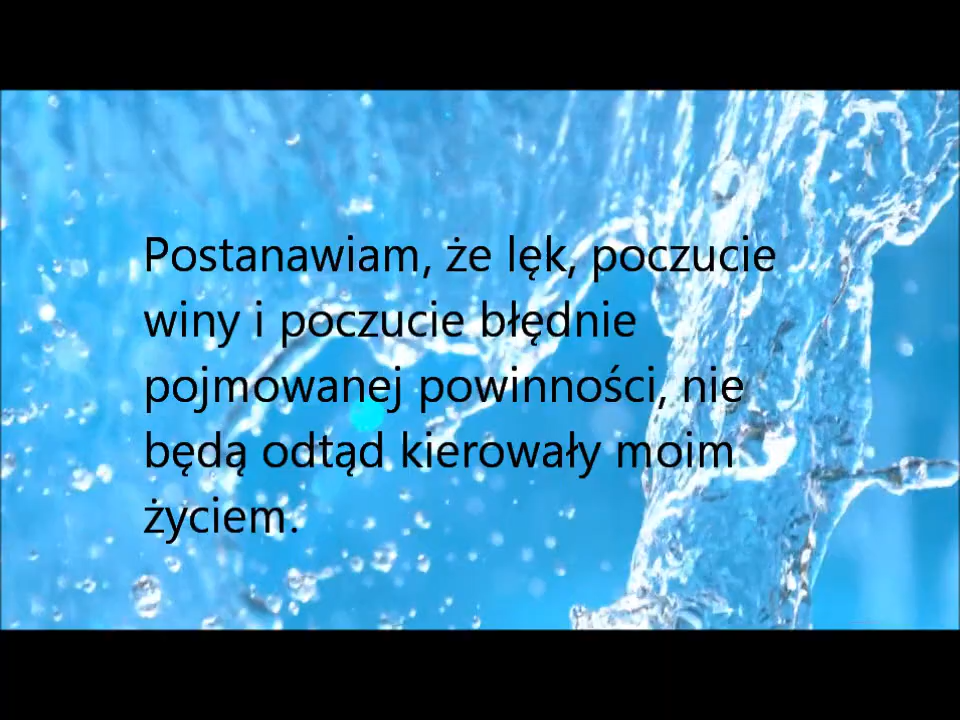 Postanawiam, że lęk, poczucie
winy i poczucie błędnie
pojmowanej powinności, nie
będą odtąd kierowały moim
życiem.